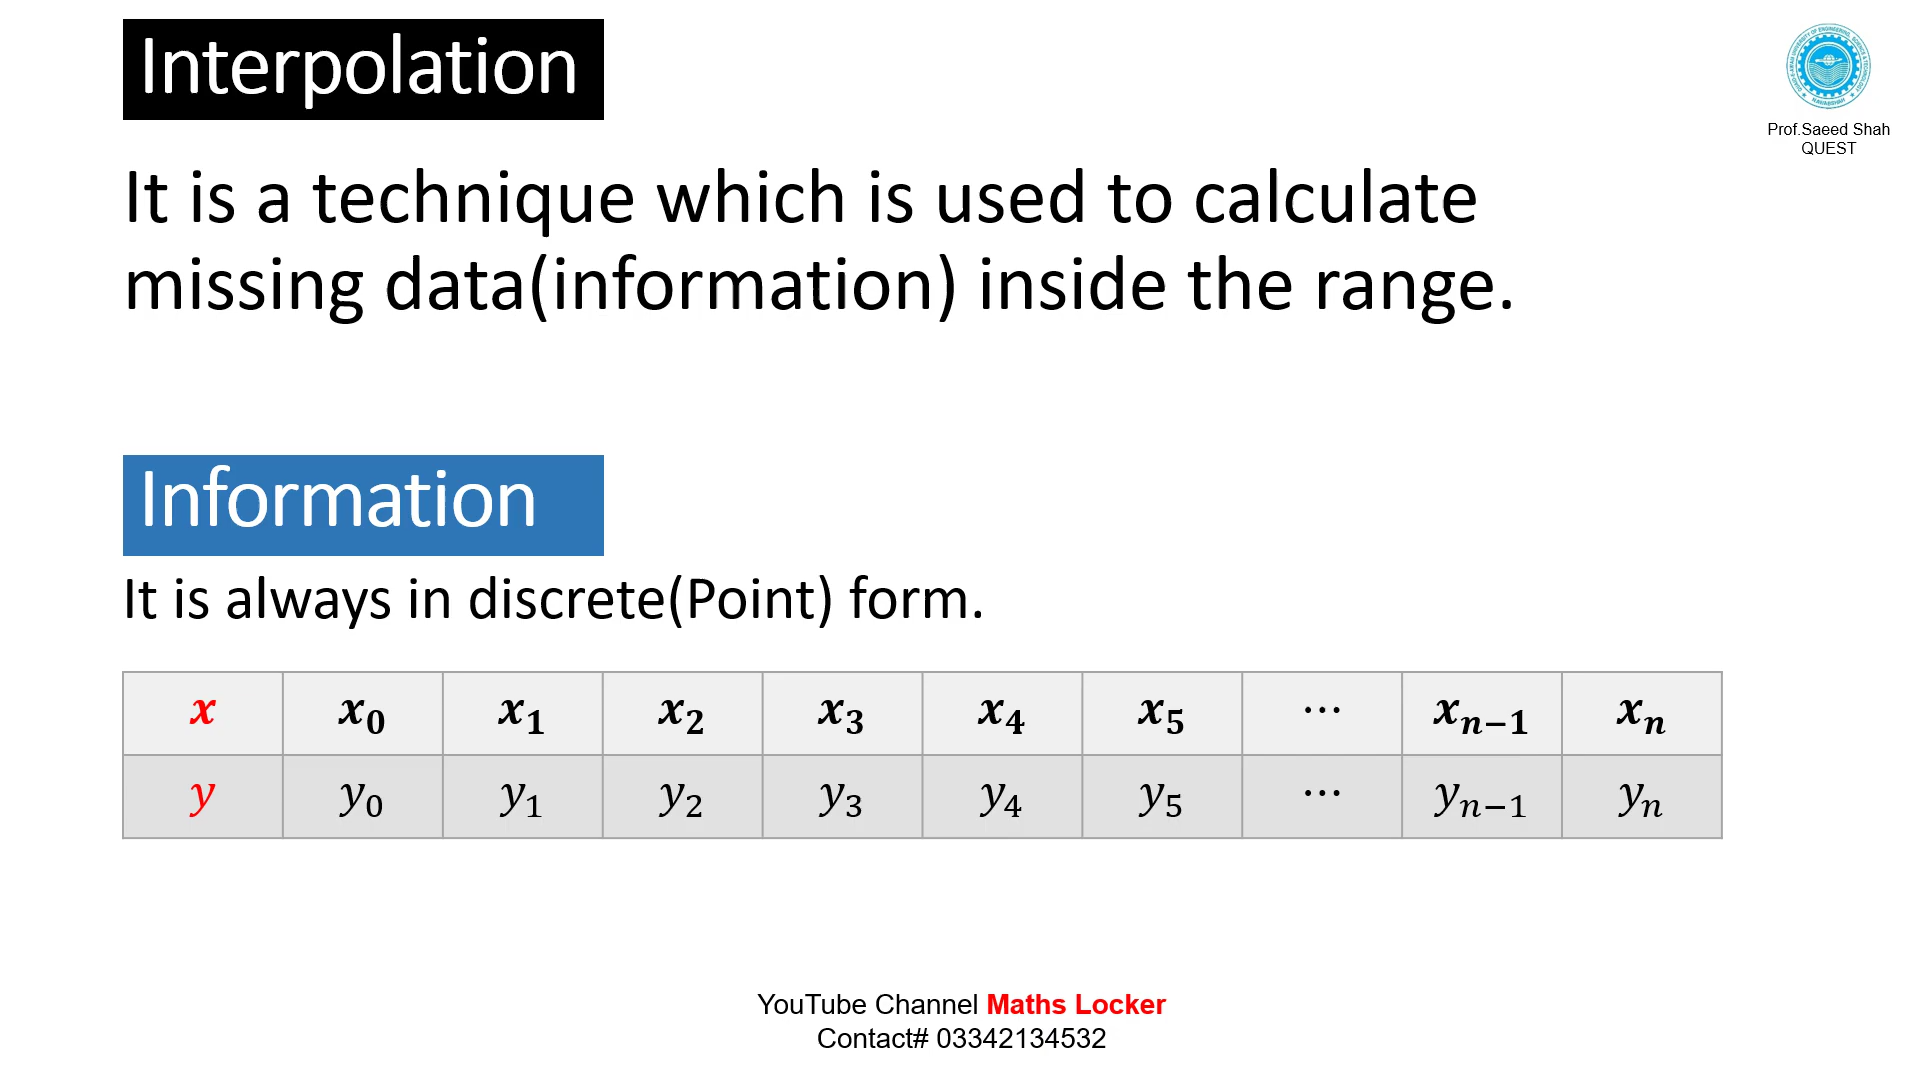 Interpolation
Prof.Saeed Shah
QUEST
It is a technique which is used to calculate
missing data(information) inside the range.
Information
It is always in discrete(Point) form.
x x₀ x₁ x₂ x₃ x₄ x₅ ⋯ xₙ₋₁ xₙ
y y₀ y₁ y₂ y₃ y₄ y₅ ⋯ yₙ₋₁ yₙ
YouTube Channel Maths Locker
Contact# 03342134532